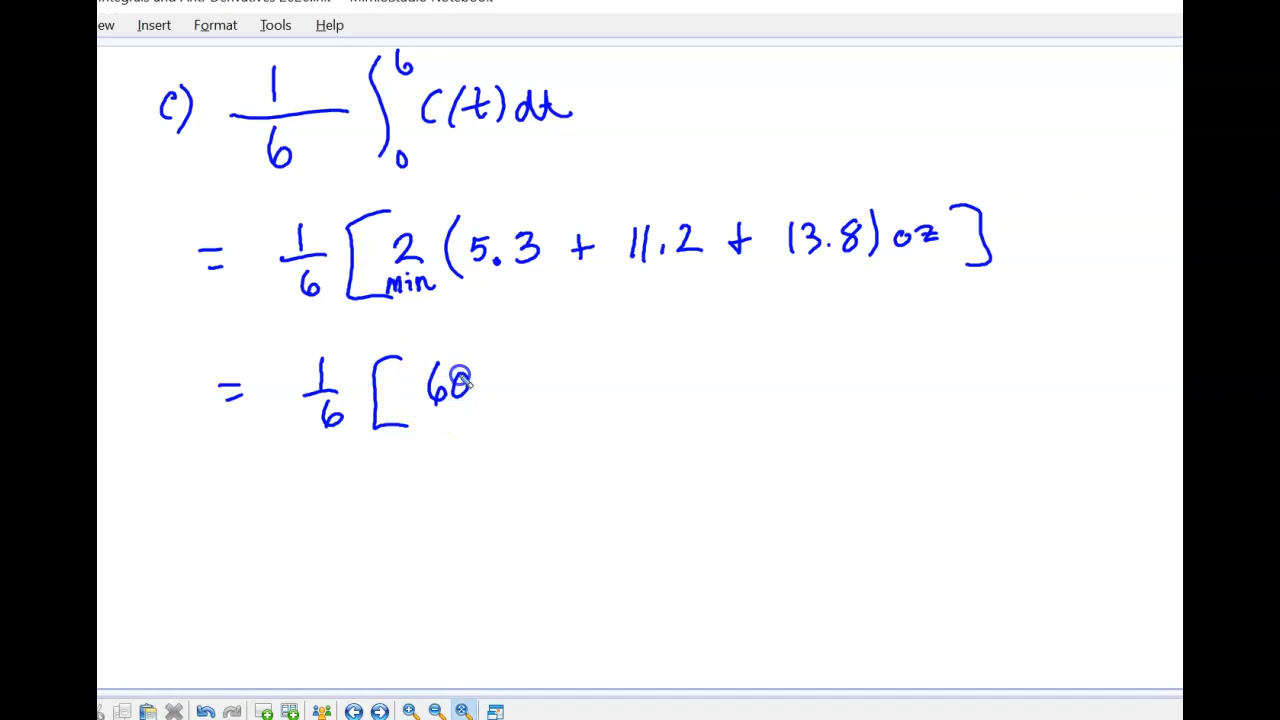 ew Insert Format Tools Help
c) 1/6 ∫₀⁶ C(t) dt
= 1/6 [ 2 min (5.3 + 11.2 + 13.8) oz ]
= 1/6 [ 60